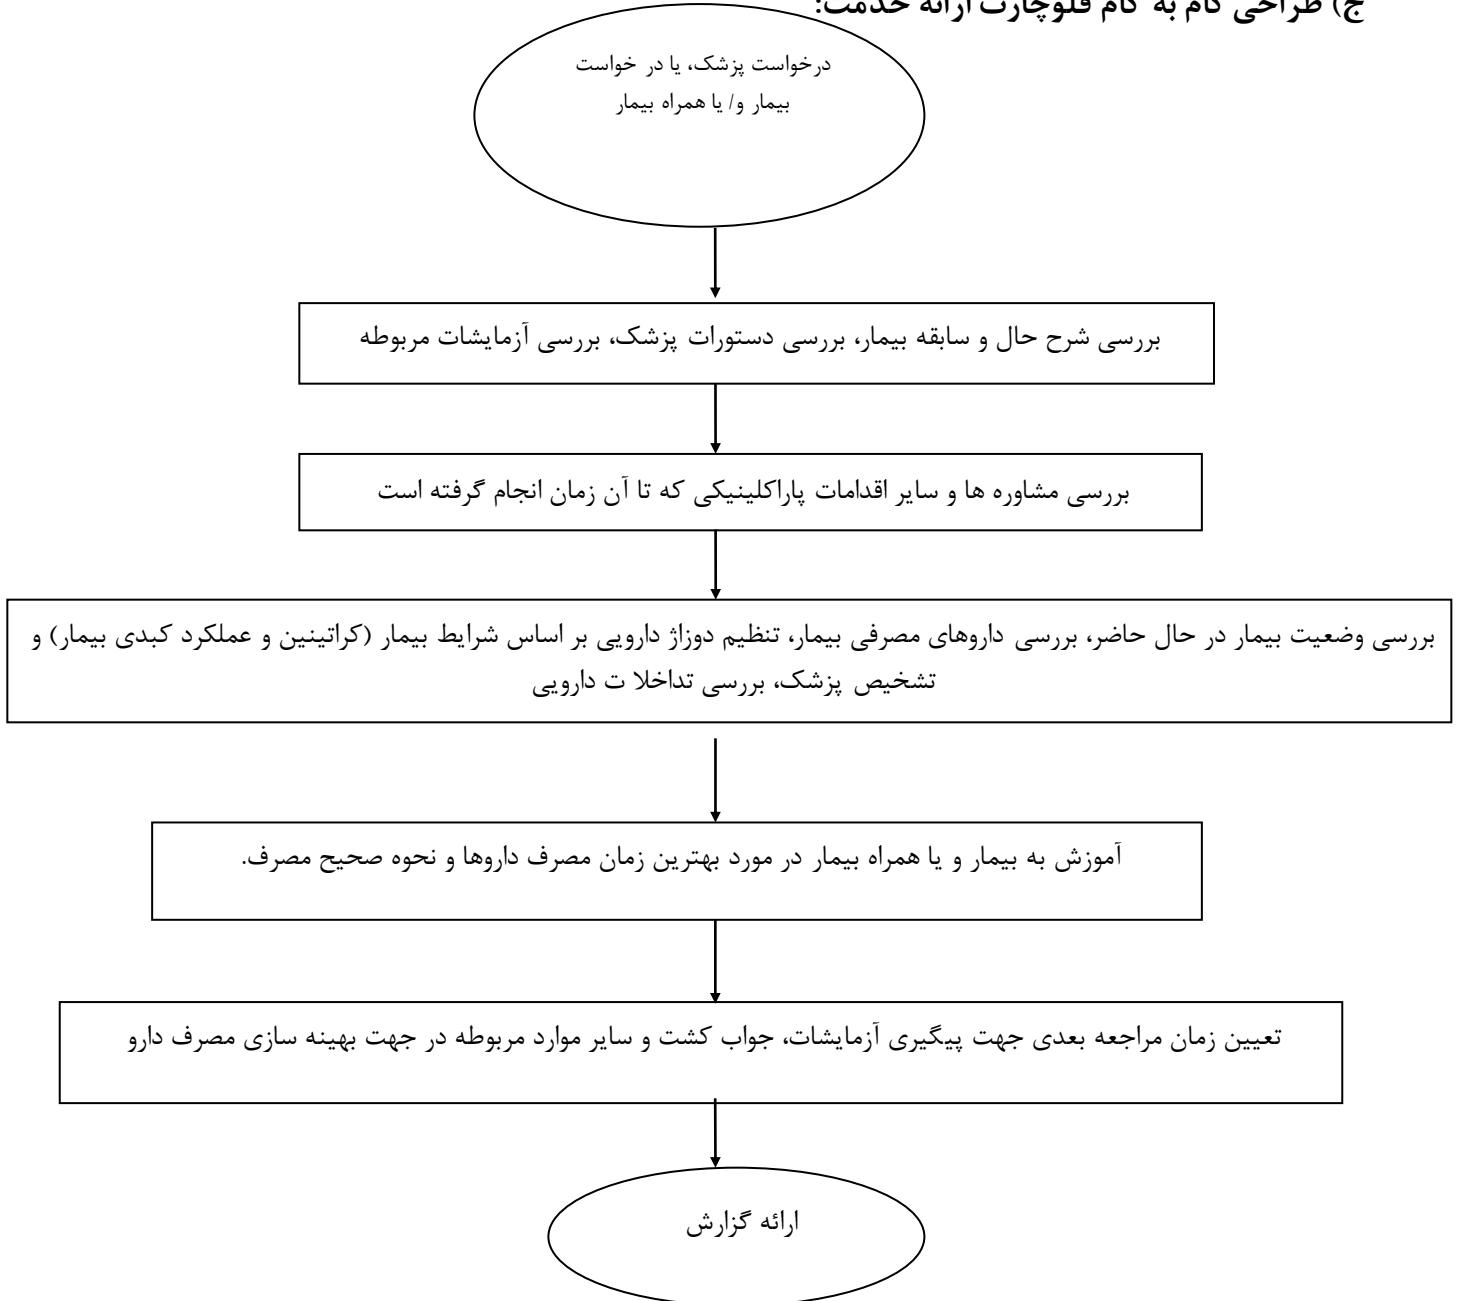 ج) طراحی گام به گام فلوچارت ارائه خدمت:
درخواست پزشک، یا در خواست
بیمار و/ یا همراه بیمار
بررسی شرح حال و سابقه بیمار، بررسی دستورات پزشک، بررسی آزمایشات مربوطه
بررسی مشاوره ها و سایر اقدامات پاراکلینیکی که تا آن زمان انجام گرفته است
بررسی وضعیت بیمار در حال حاضر، بررسی داروهای مصرفی بیمار، تنظیم دوزاژ دارویی بر اساس شرایط بیمار (کراتینین و عملکرد کبدی بیمار) و
تشخیص پزشک، بررسی تداخلا ت دارویی
آموزش به بیمار و یا همراه بیمار در مورد بهترین زمان مصرف داروها و نحوه صحیح مصرف.
تعیین زمان مراجعه بعدی جهت پیگیری آزمایشات، جواب کشت و سایر موارد مربوطه در جهت بهینه سازی مصرف دارو
ارائه گزارش